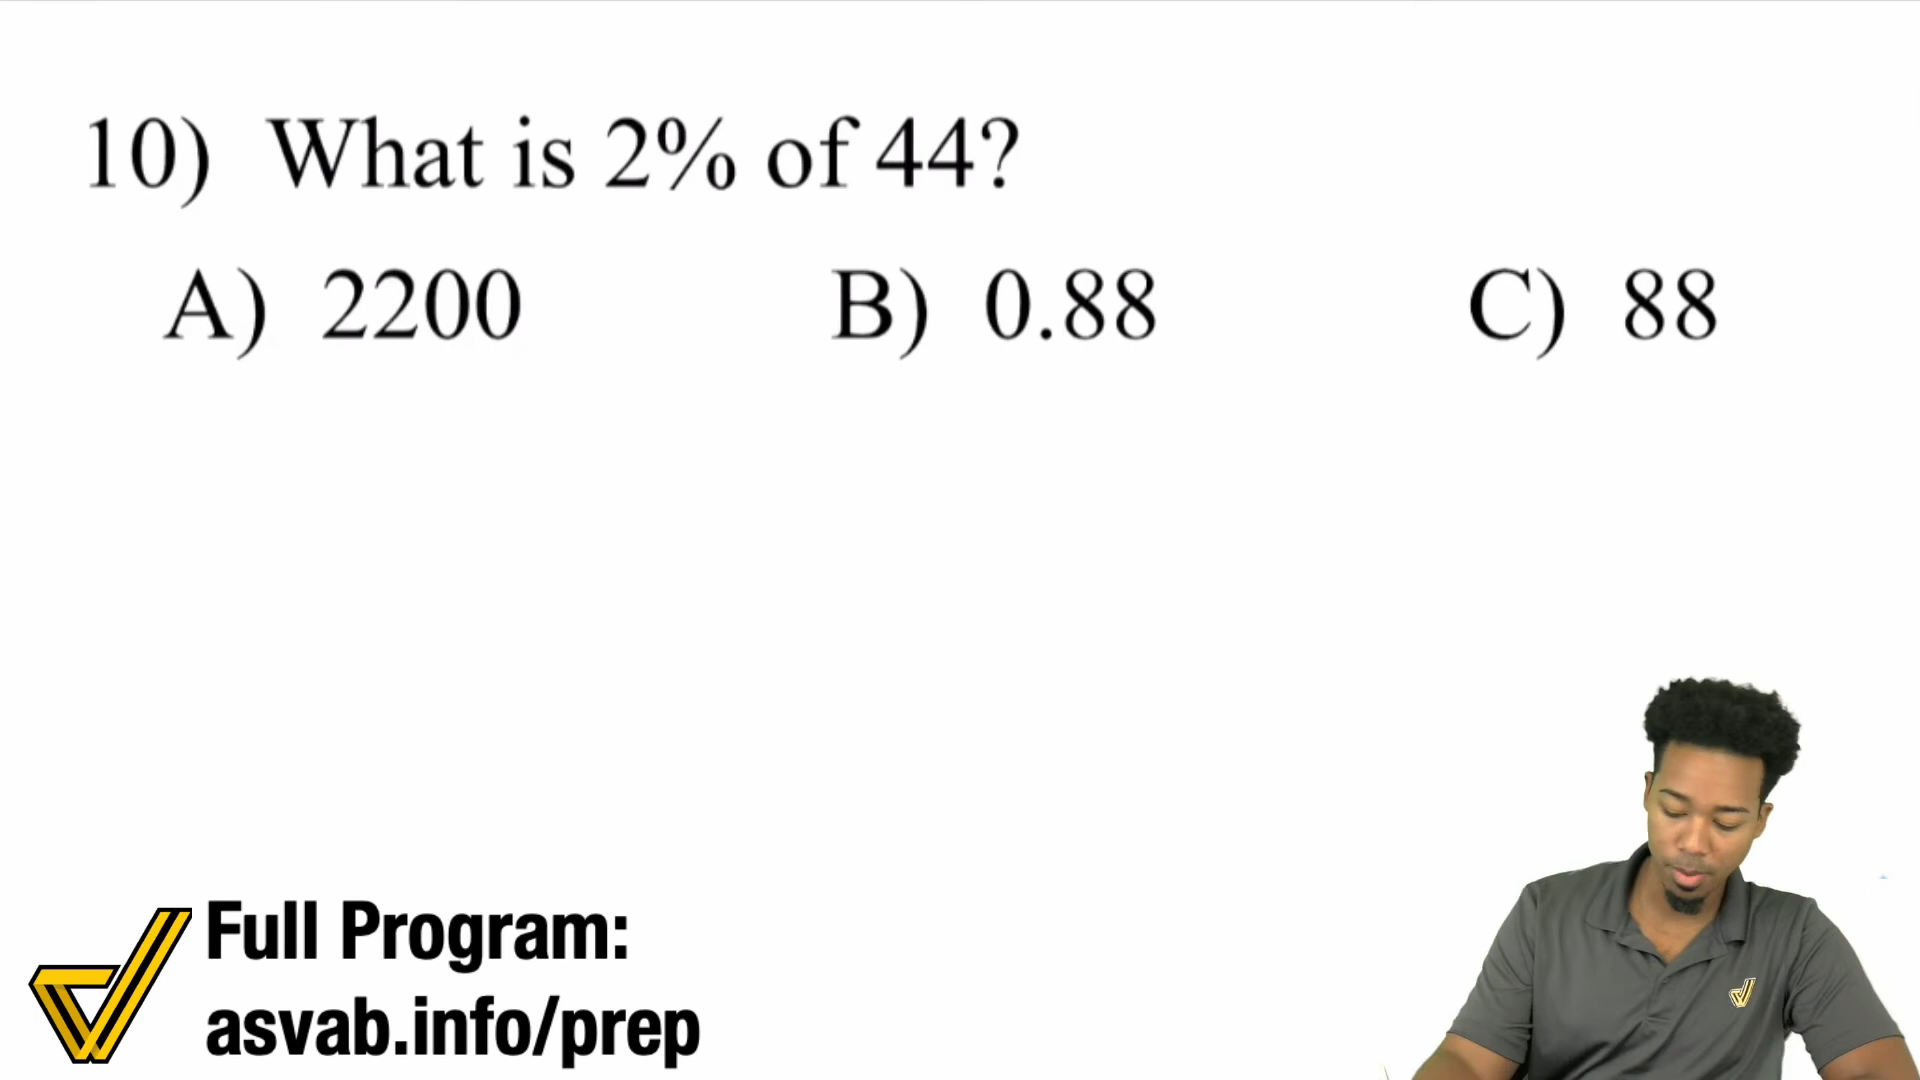 10) What is 2% of 44?
A) 2200 B) 0.88 C) 88
Full Program:
asvab.info/prep